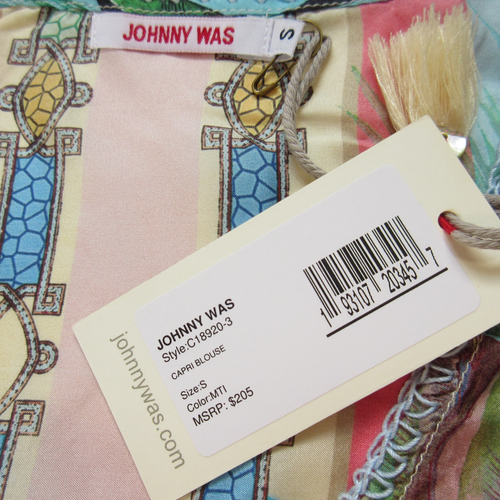 JOHNNY WAS
S
JOHNNY WAS
Style:C18920-3
CAPRI BLOUSE
Size:S
Color:MTI
MSRP: $205
1 93107 20345 7
johnnywas.com